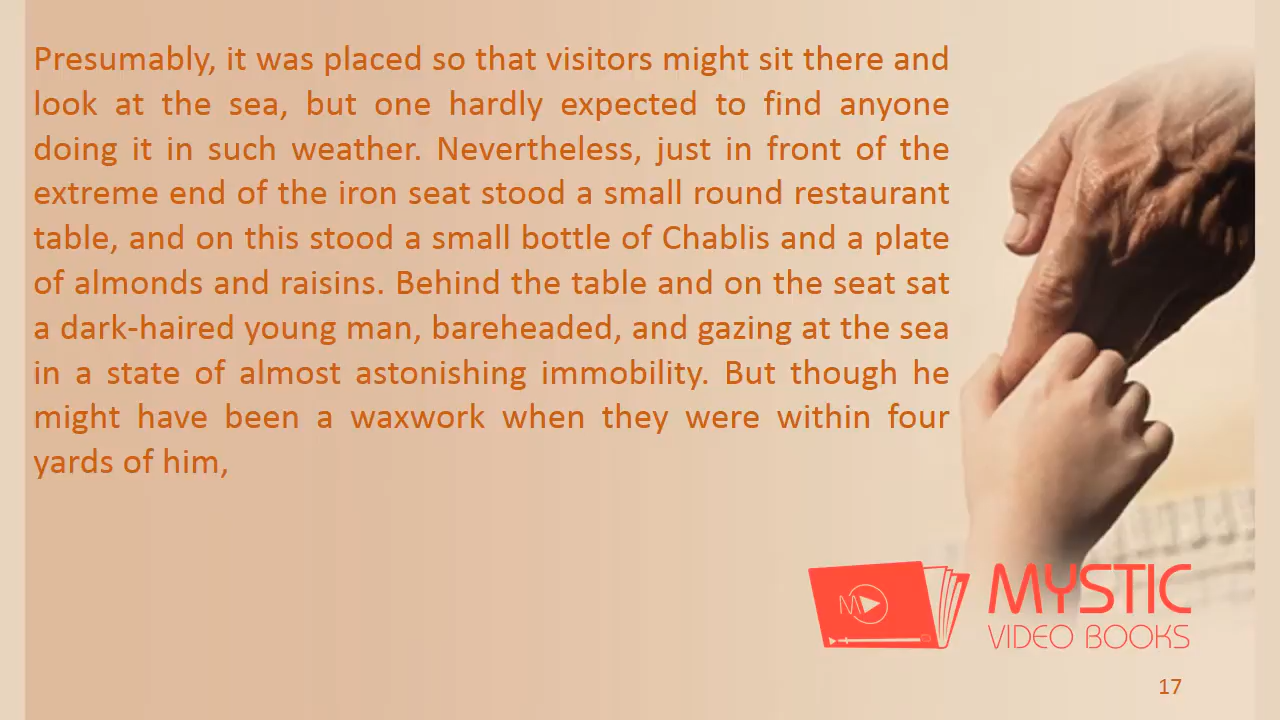 Presumably, it was placed so that visitors might sit there and
look at the sea, but one hardly expected to find anyone
doing it in such weather. Nevertheless, just in front of the
extreme end of the iron seat stood a small round restaurant
table, and on this stood a small bottle of Chablis and a plate
of almonds and raisins. Behind the table and on the seat sat
a dark-haired young man, bareheaded, and gazing at the sea
in a state of almost astonishing immobility. But though he
might have been a waxwork when they were within four
yards of him,
M
MYSTIC
VIDEO BOOKS
17